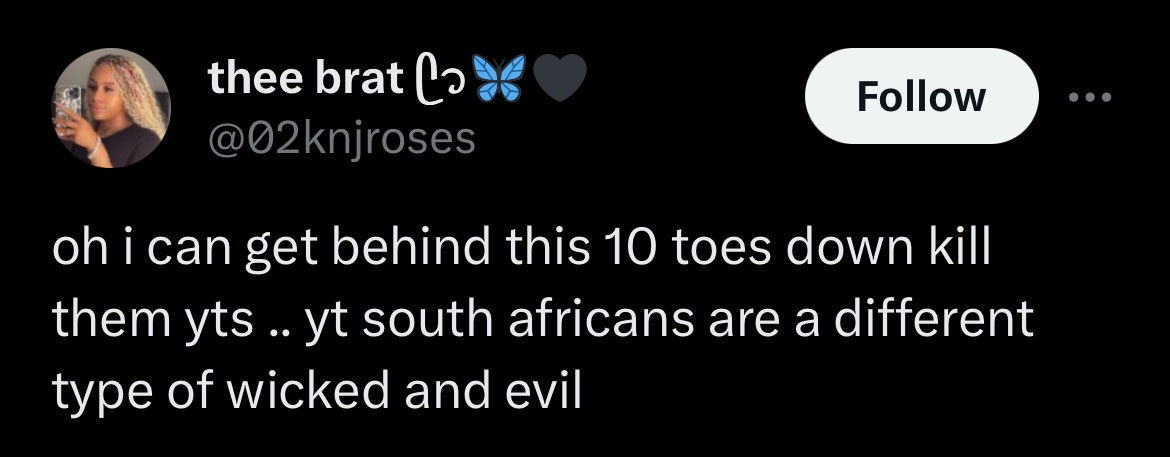 thee brat ᥫ᭡🦋🖤
@02knjroses
Follow
oh i can get behind this 10 toes down kill
them yts .. yt south africans are a different
type of wicked and evil